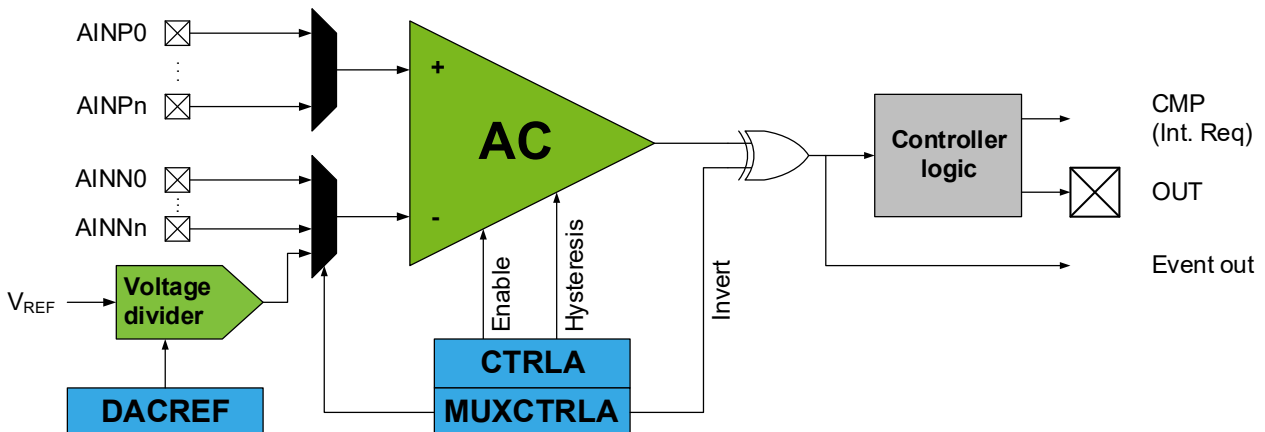 AINP0
⋮
AINPn
AINN0
⋮
AINNn
VREF
Voltage
divider
DACREF
+
AC
-
Enable
Hysteresis
Invert
CTRLA
MUXCTRLA
Controller
logic
CMP
(Int. Req)
OUT
Event out